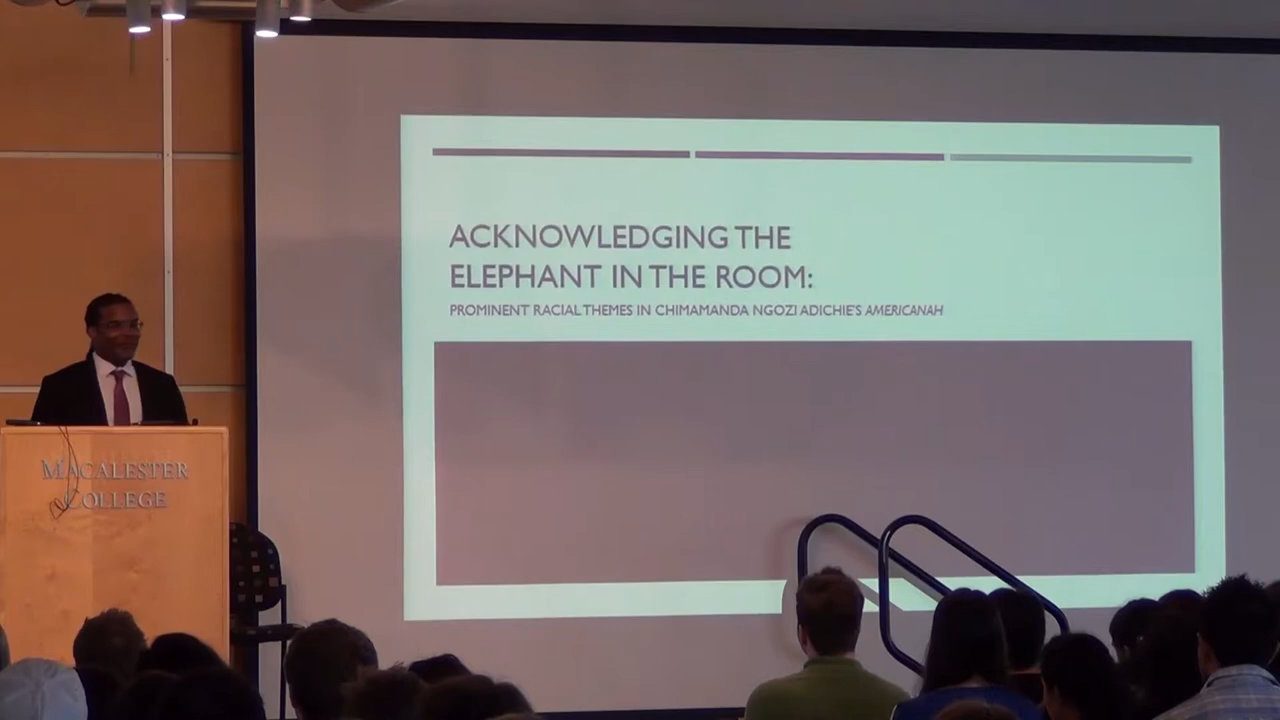 ACKNOWLEDGING THE
ELEPHANT IN THE ROOM:
PROMINENT RACIAL THEMES IN CHIMAMANDA NGOZI ADICHIE'S AMERICANAH
MACALESTER
COLLEGE